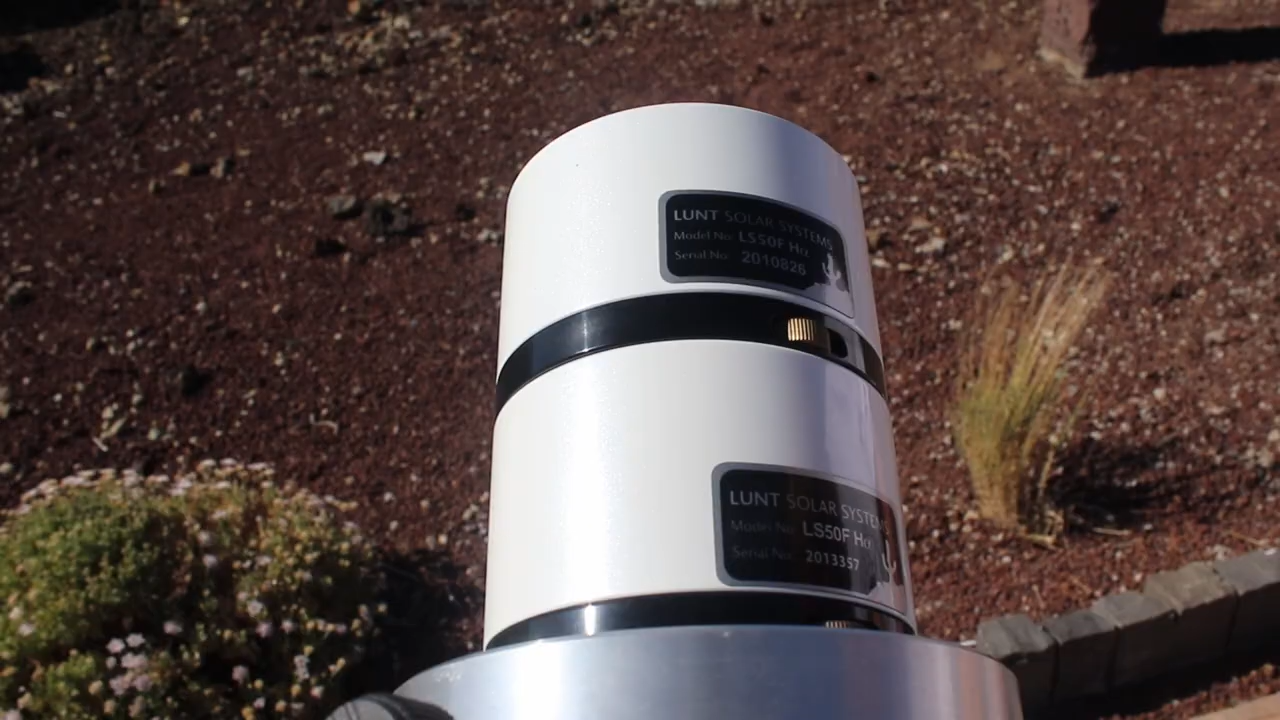 LUNT SOLAR SYSTEMS
Model No: LS50F Hα
Serial No: 2010826
LUNT SOLAR SYSTEMS
Model No: LS50F Hα
Serial No: 2013357